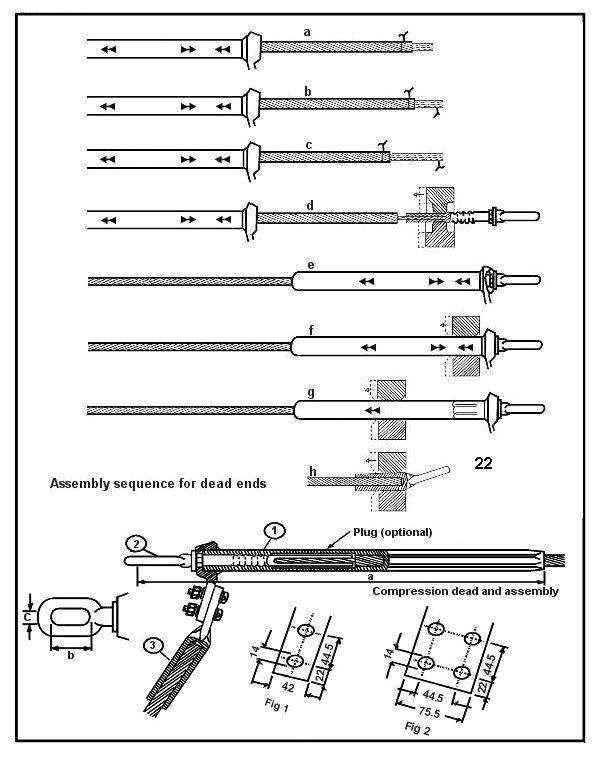 a
b
c
d
e
f
g
h
22
Assembly sequence for dead ends
1
2
Plug (optional)
a
Compression dead and assembly
C
b
3
14
42
22
44.5
Fig 1
14
44.5
75.5
22
44.5
Fig 2